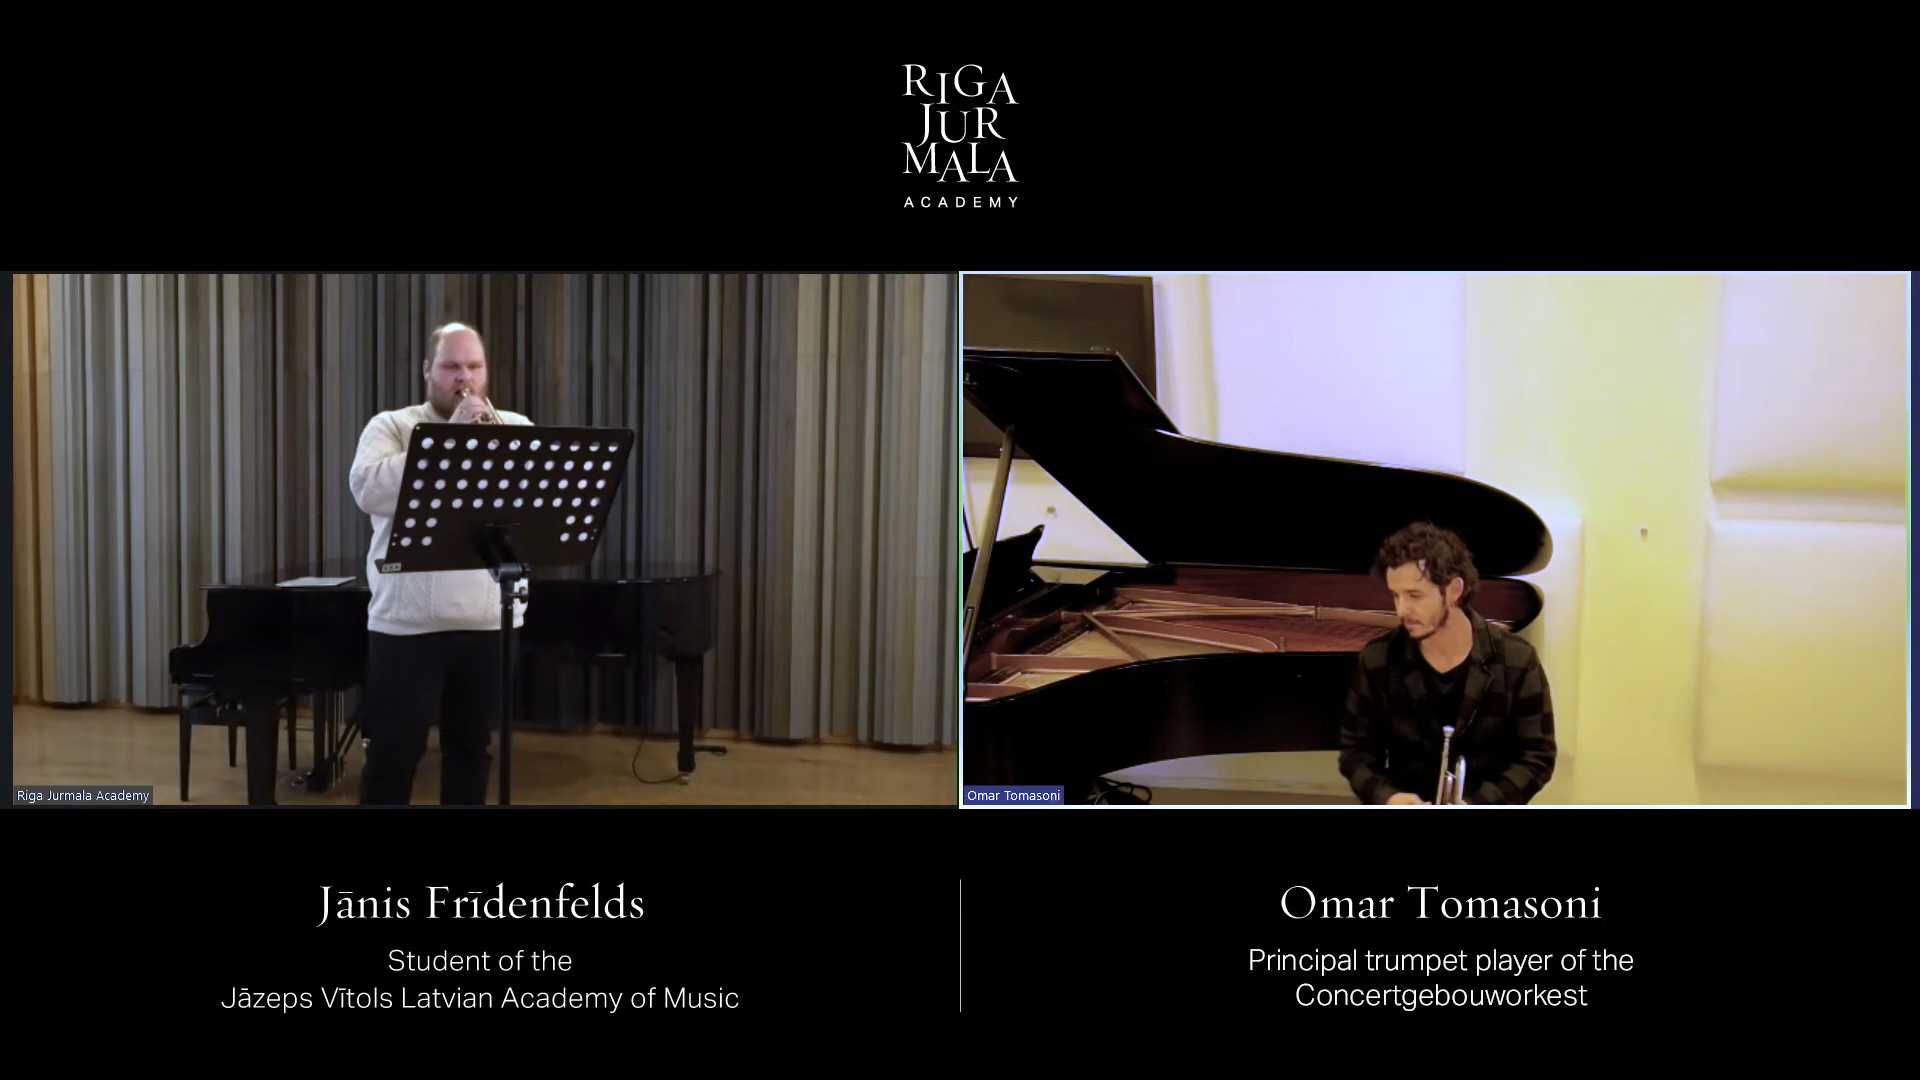 RIGA
JUR
MALA
ACADEMY
Riga Jurmala Academy
Omar Tomasoni
Jānis Frīdenfelds
Student of the
Jāzeps Vītols Latvian Academy of Music
Omar Tomasoni
Principal trumpet player of the
Concertgebouworkest